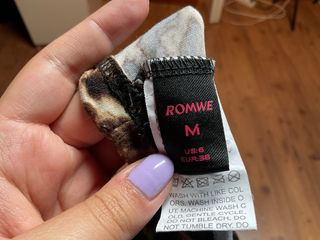 ROMWE
M
US:6
EUR:38
WASH WITH LIKE COL
ORS. WASH INSIDE O
UT. MACHINE WASH C
OLD, GENTLE CYCLE.
DO NOT BLEACH. DO
NOT TUMBLE DRY. DO